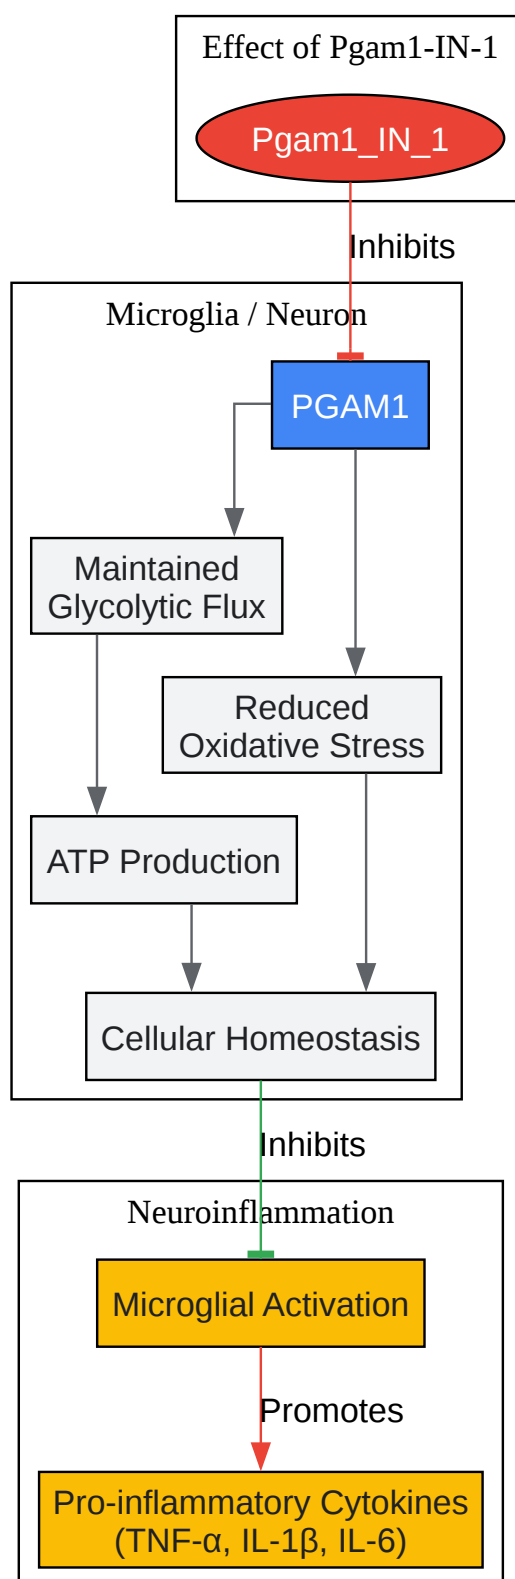 Effect of Pgam1-IN-1
Pgam1_IN_1
Inhibits
Microglia / Neuron
PGAM1
Maintained
Glycolytic Flux
Reduced
Oxidative Stress
ATP Production
Cellular Homeostasis
Inhibits
Neuroinflammation
Microglial Activation
Promotes
Pro-inflammatory Cytokines
(TNF-α, IL-1β, IL-6)